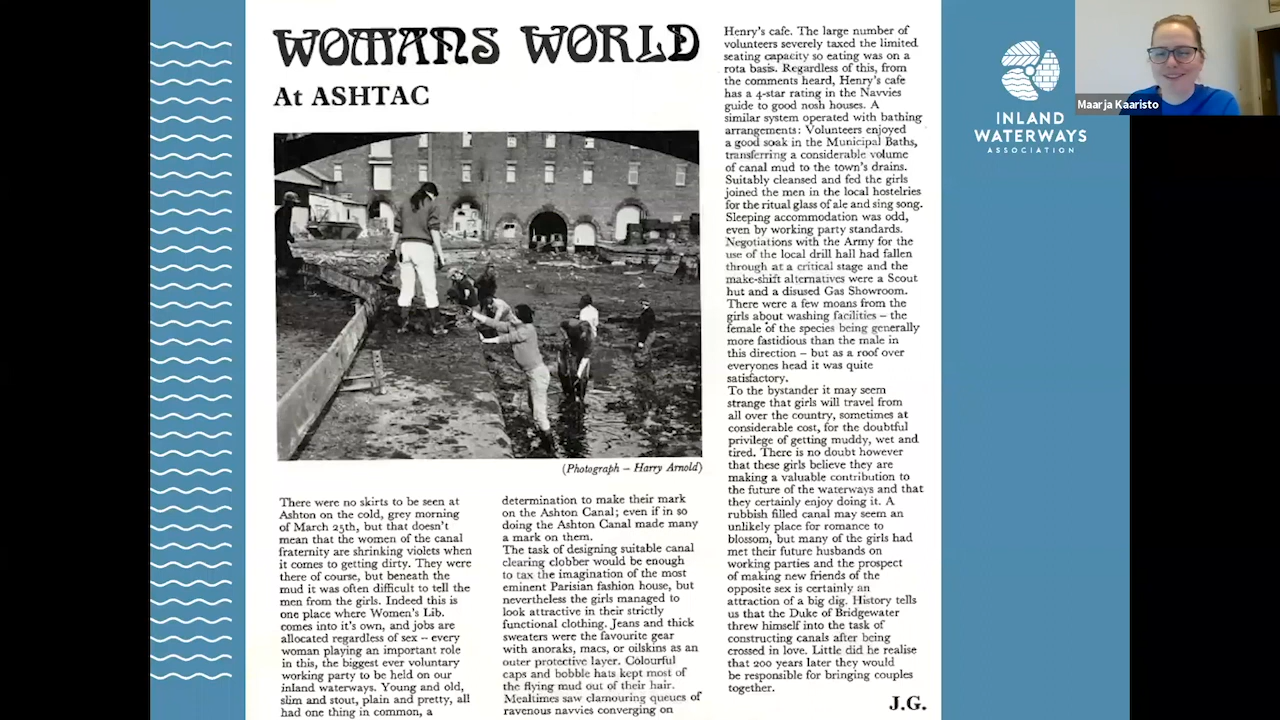 WOMANS WORLD
At ASHTAC
(Photograph – Harry Arnold)
There were no skirts to be seen at
Ashton on the cold, grey morning
of March 25th, but that doesn't
mean that the women of the canal
fraternity are shrinking violets when
it comes to getting dirty. They were
there of course, but beneath the
mud it was often difficult to tell the
men from the girls. Indeed this is
one place where Women's Lib.
comes into it's own, and jobs are
allocated regardless of sex – every
woman playing an important role
in this, the biggest ever voluntary
working party to be held on our
inland waterways. Young and old,
slim and stout, plain and pretty, all
had one thing in common, a
determination to make their mark
on the Ashton Canal; even if in so
doing the Ashton Canal made many
a mark on them.
The task of designing suitable canal
clearing clobber would be enough
to tax the imagination of the most
eminent Parisian fashion house, but
nevertheless the girls managed to
look attractive in their strictly
functional clothing. Jeans and thick
sweaters were the favourite gear
with anoraks, macs, or oilskins as an
outer protective layer. Colourful
caps and bobble hats kept most of
the flying mud out of their hair.
Mealtimes saw clamouring queues of
ravenous navvies converging on
Henry's cafe. The large number of
volunteers severely taxed the limited
seating capacity so eating was on a
rota basis. Regardless of this, from
the comments heard, Henry's cafe
has a 4-star rating in the Navvies
guide to good nosh houses. A
similar system operated with bathing
arrangements: Volunteers enjoyed
a good soak in the Municipal Baths,
transferring a considerable volume
of canal mud to the town's drains.
Suitably cleansed and fed the girls
joined the men in the local hostelries
for the ritual glass of ale and sing song.
Sleeping accommodation was odd,
even by working party standards.
Negotiations with the Army for the
use of the local drill hall had fallen
through at a critical stage and the
make-shift alternatives were a Scout
hut and a disused Gas Showroom.
There were a few moans from the
girls about washing facilities – the
female of the species being generally
more fastidious than the male in
this direction – but as a roof over
everyones head it was quite
satisfactory.
To the bystander it may seem
strange that girls will travel from
all over the country, sometimes at
considerable cost, for the doubtful
privilege of getting muddy, wet and
tired. There is no doubt however
that these girls believe they are
making a valuable contribution to
the future of the waterways and that
they certainly enjoy doing it. A
rubbish filled canal may seem an
unlikely place for romance to
blossom, but many of the girls had
met their future husbands on
working parties and the prospect
of making new friends of the
opposite sex is certainly an
attraction of a big dig. History tells
us that the Duke of Bridgewater
threw himself into the task of
constructing canals after being
crossed in love. Little did he realise
that 200 years later they would
be responsible for bringing couples
together.
J.G.
INLAND
WATERWAYS
ASSOCIATION
Maarja Kaaristo